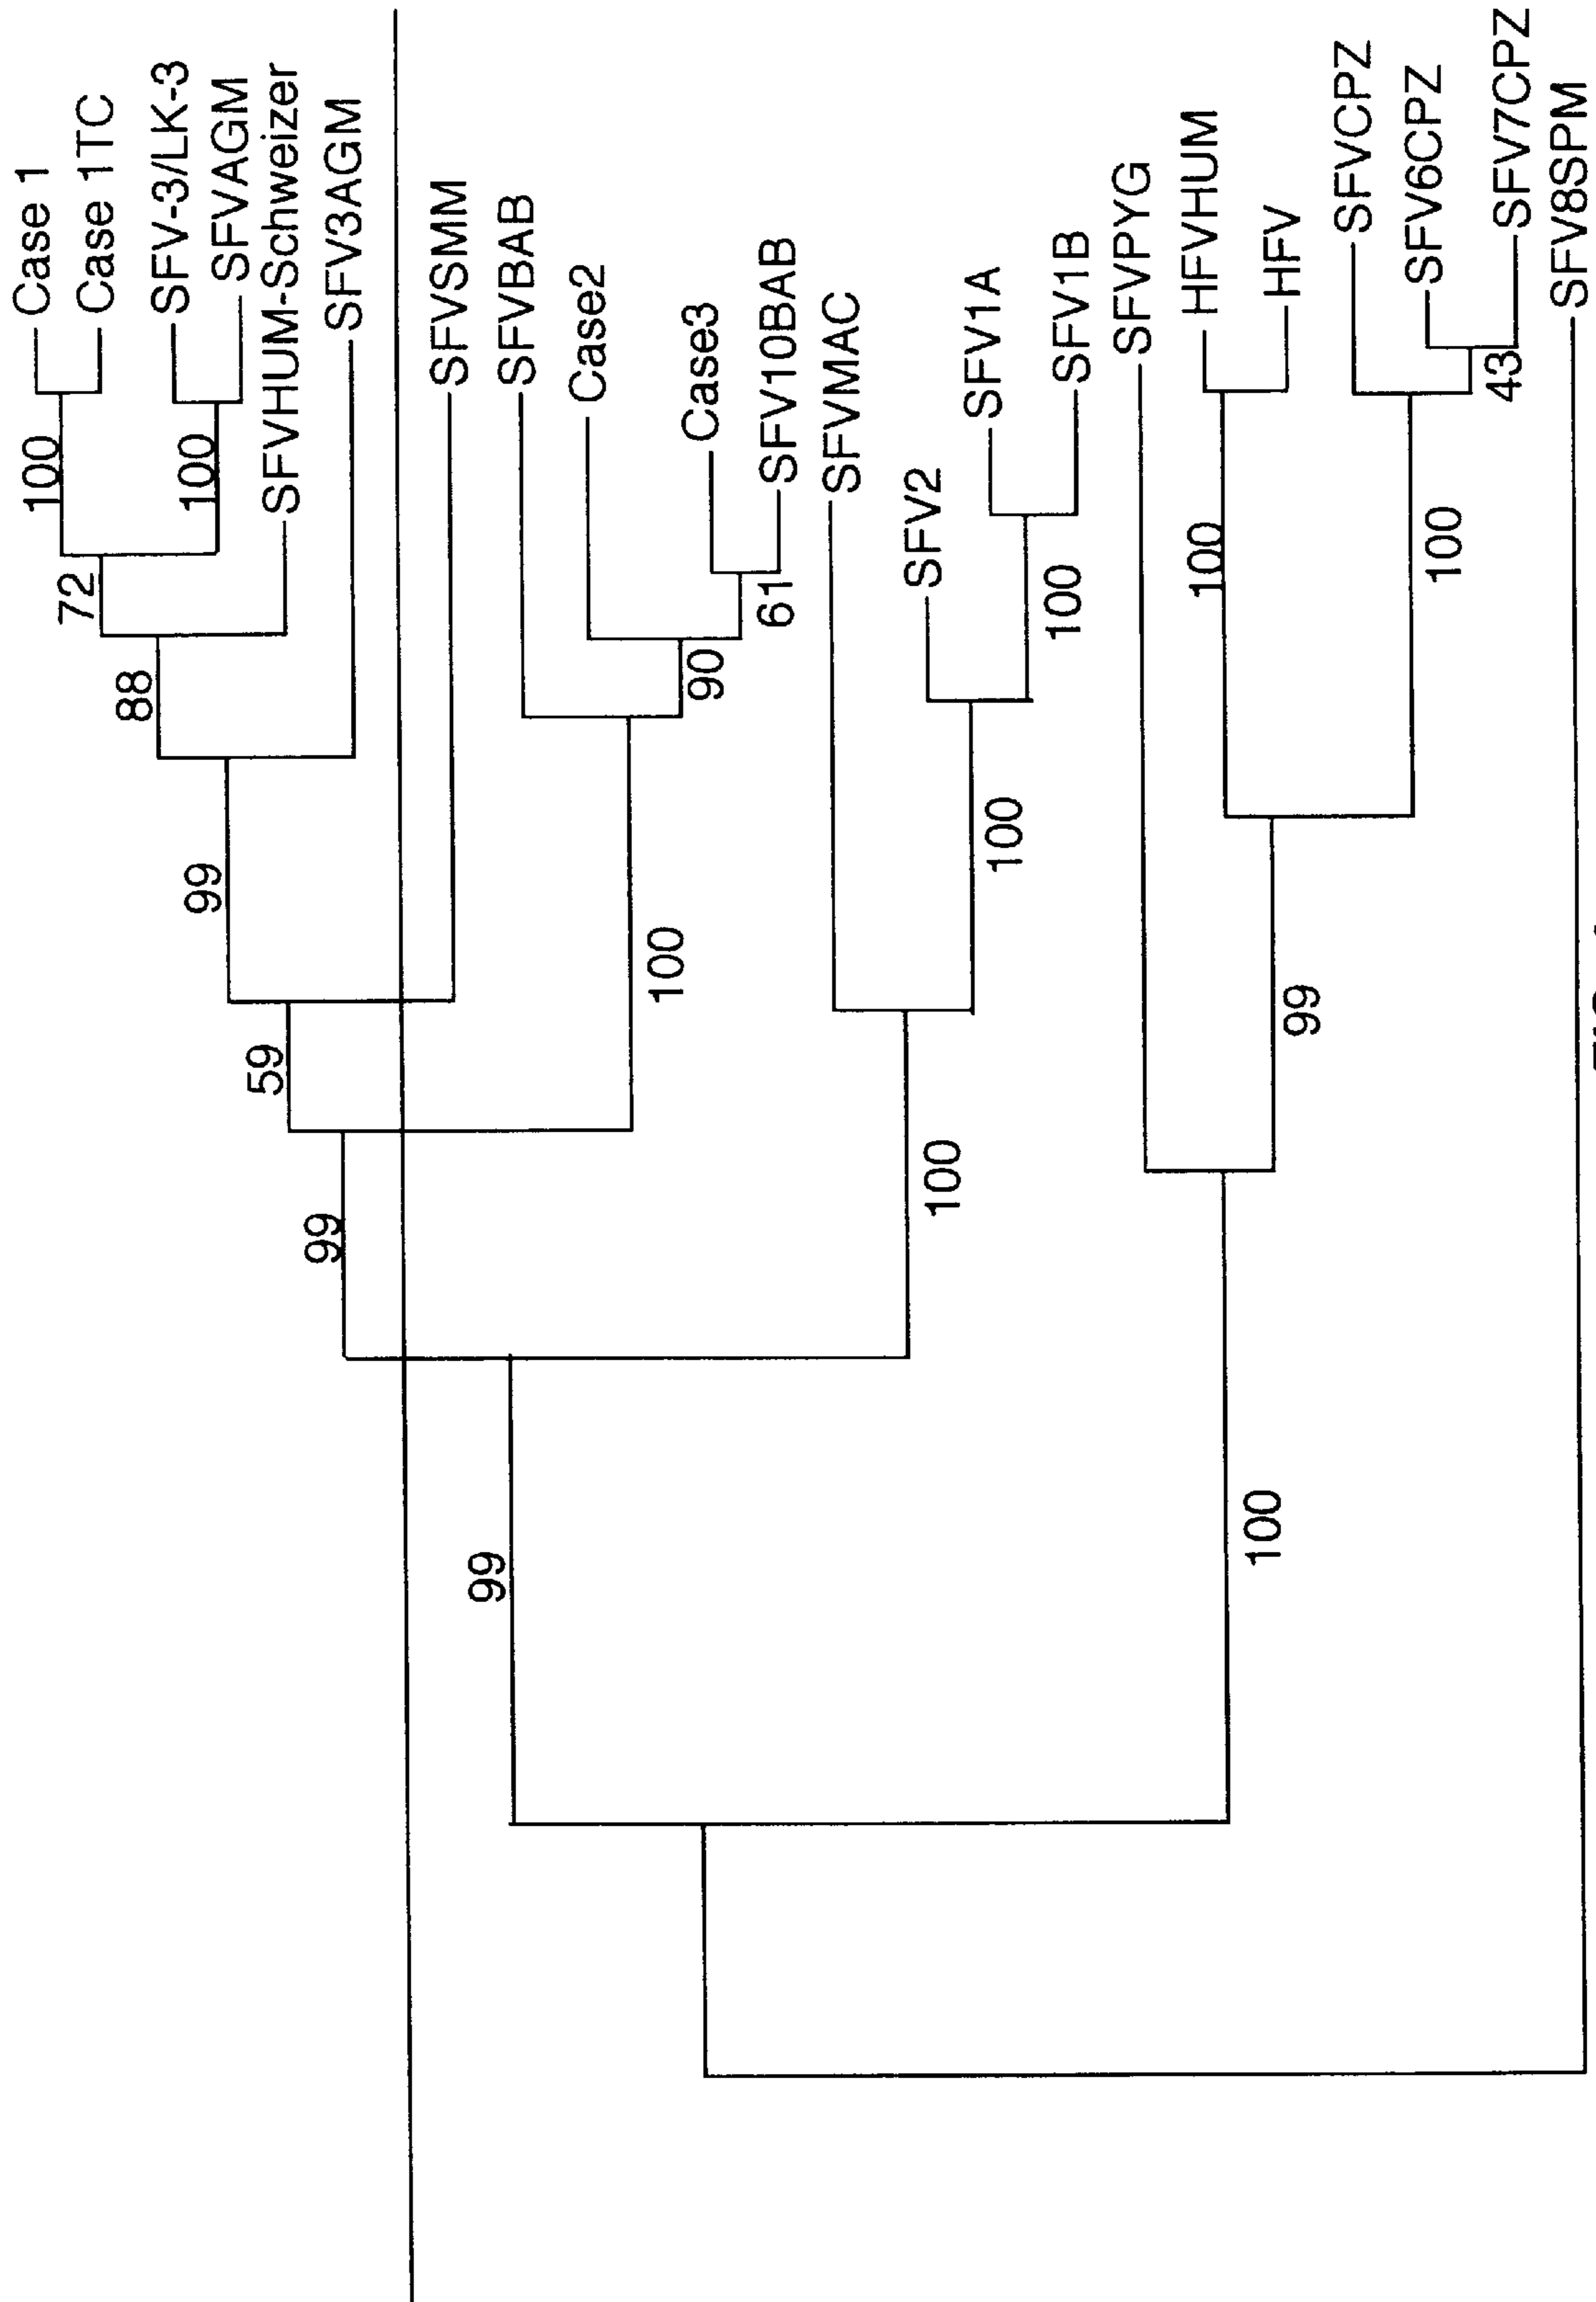 Case 1
Case 1TC
SFV-3/LK-3
SFVAGM
SFVHUM-Schweizer
SFV3AGM
SFVSMM
SFVBAB
Case2
Case3
SFV10BAB
SFVMAC
SFV2
SFV1A
SFV1B
SFVPYG
HFVHUM
HFV
SFVCPZ
SFV6CPZ
SFV7CPZ
SFV8SPM
100
100
72
88
99
59
99
99
61
90
100
100
100
100
100
100
43
99
100